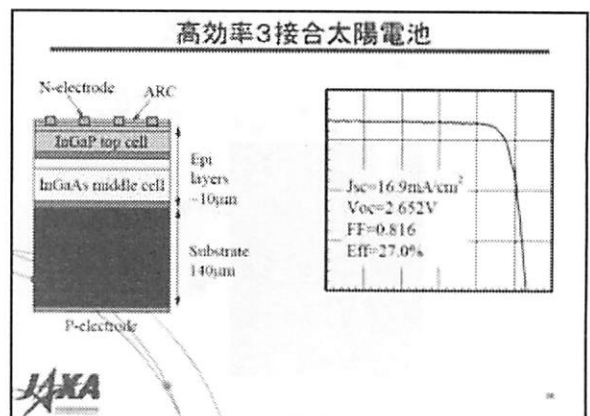 高効率3接合太陽電池
N-electrode
ARC
InGaP top cell
InGaAs middle cell
Epi
layers
~10μm
Substrate
140μm
P-electrode
Jsc=16.9mA/cm²
Voc=2.652V
FF=0.816
Eff=27.0%
JAXA